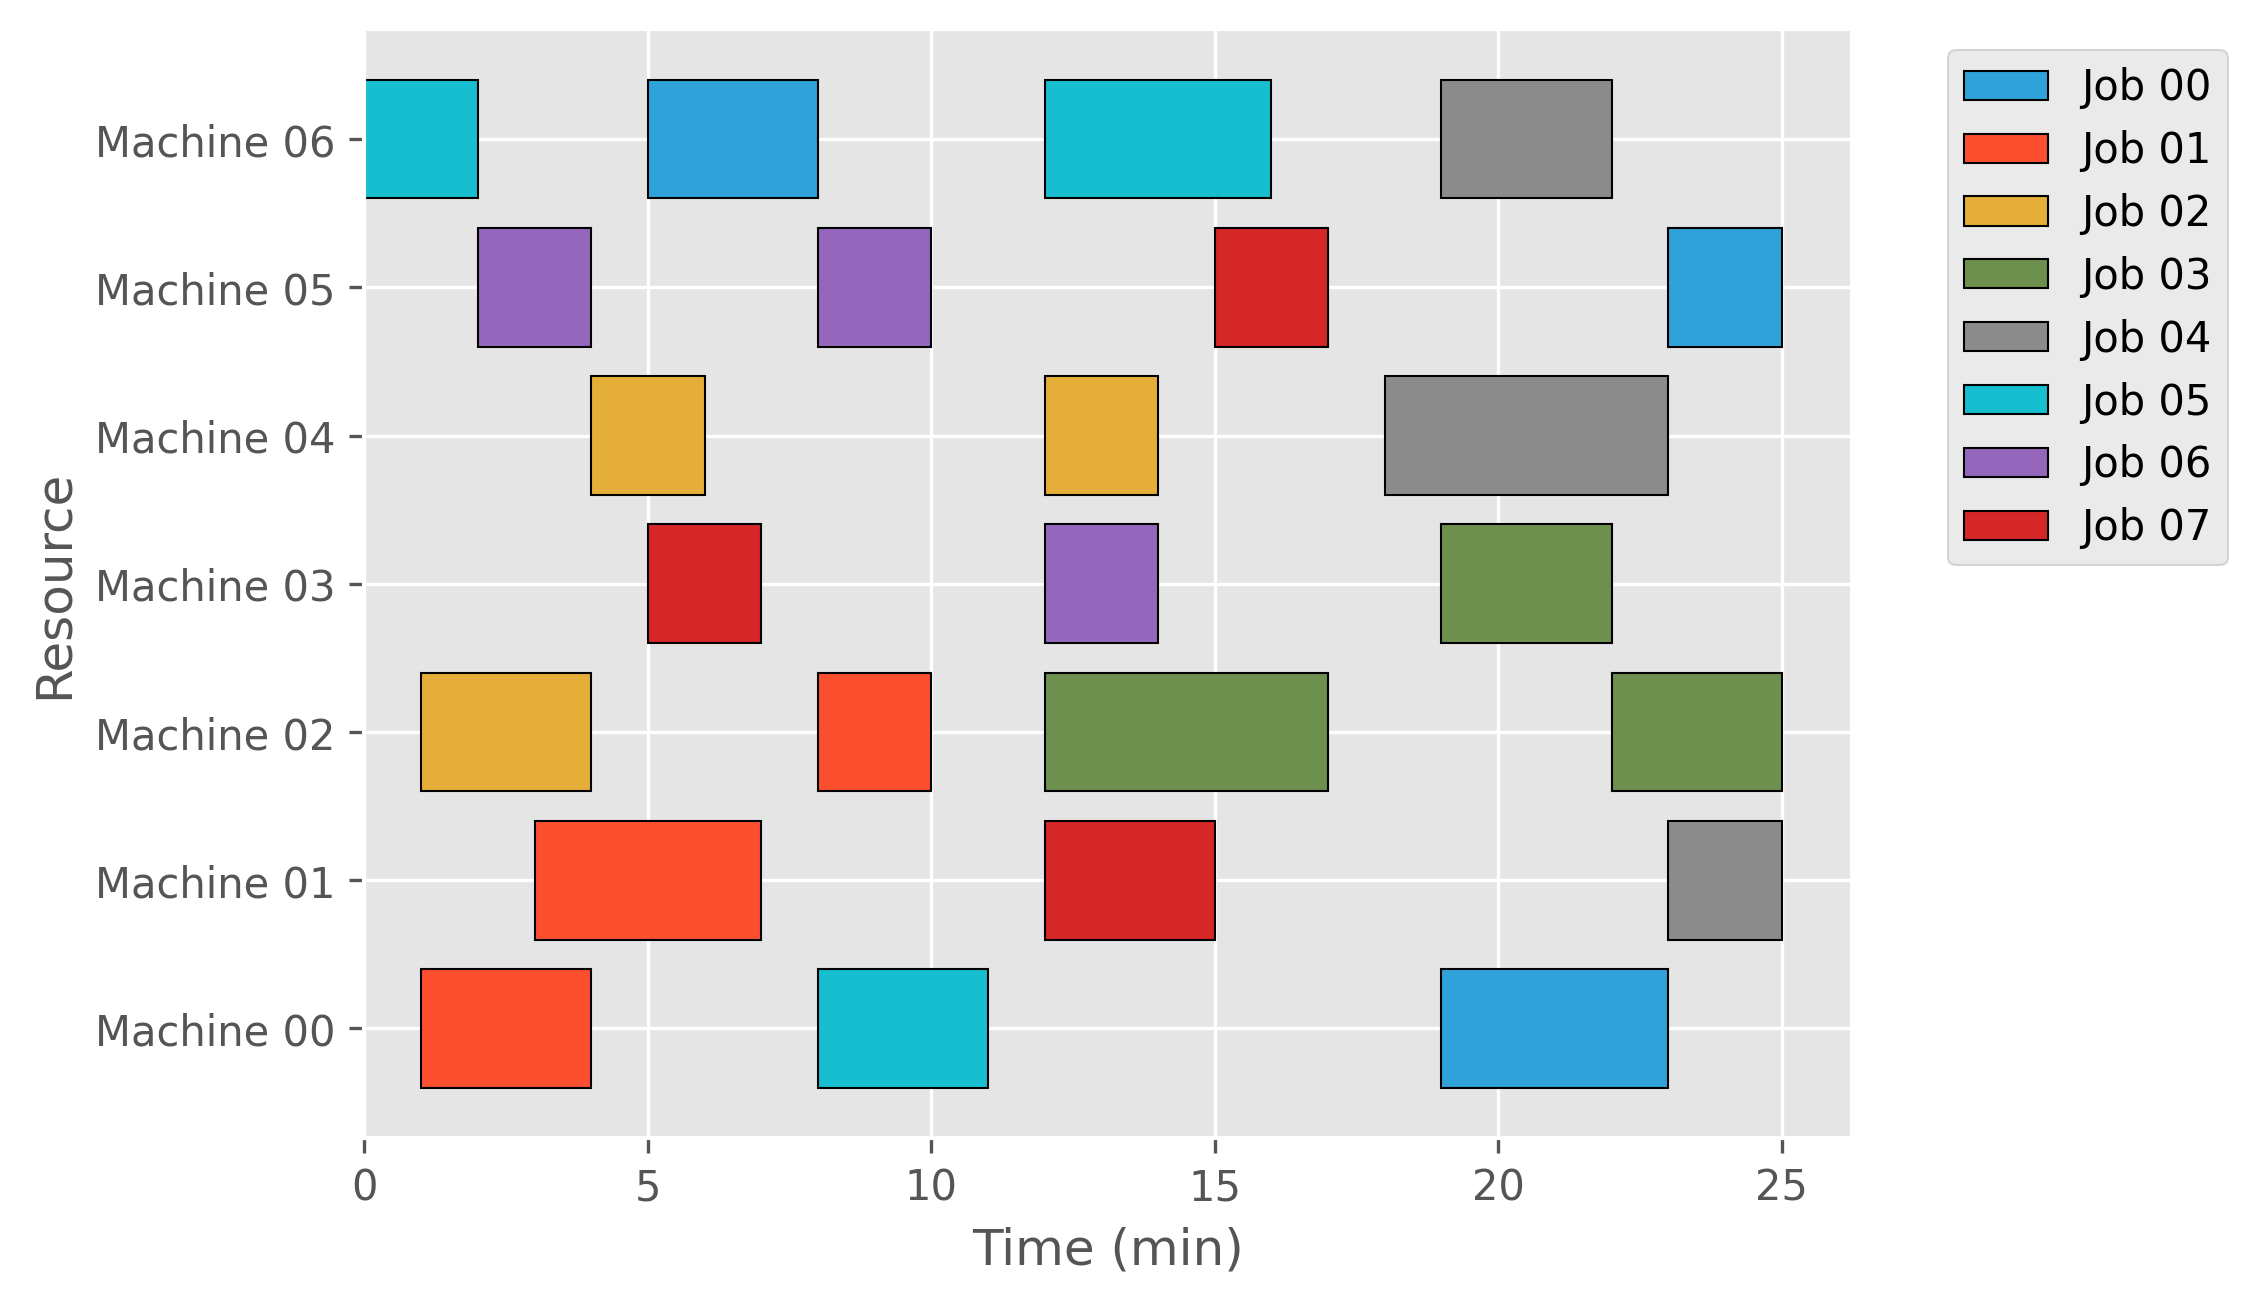 Machine 06
Machine 05
Machine 04
Machine 03
Machine 02
Machine 01
Machine 00
Resource
0
5
10
15
20
25
Time (min)
Job 00
Job 01
Job 02
Job 03
Job 04
Job 05
Job 06
Job 07